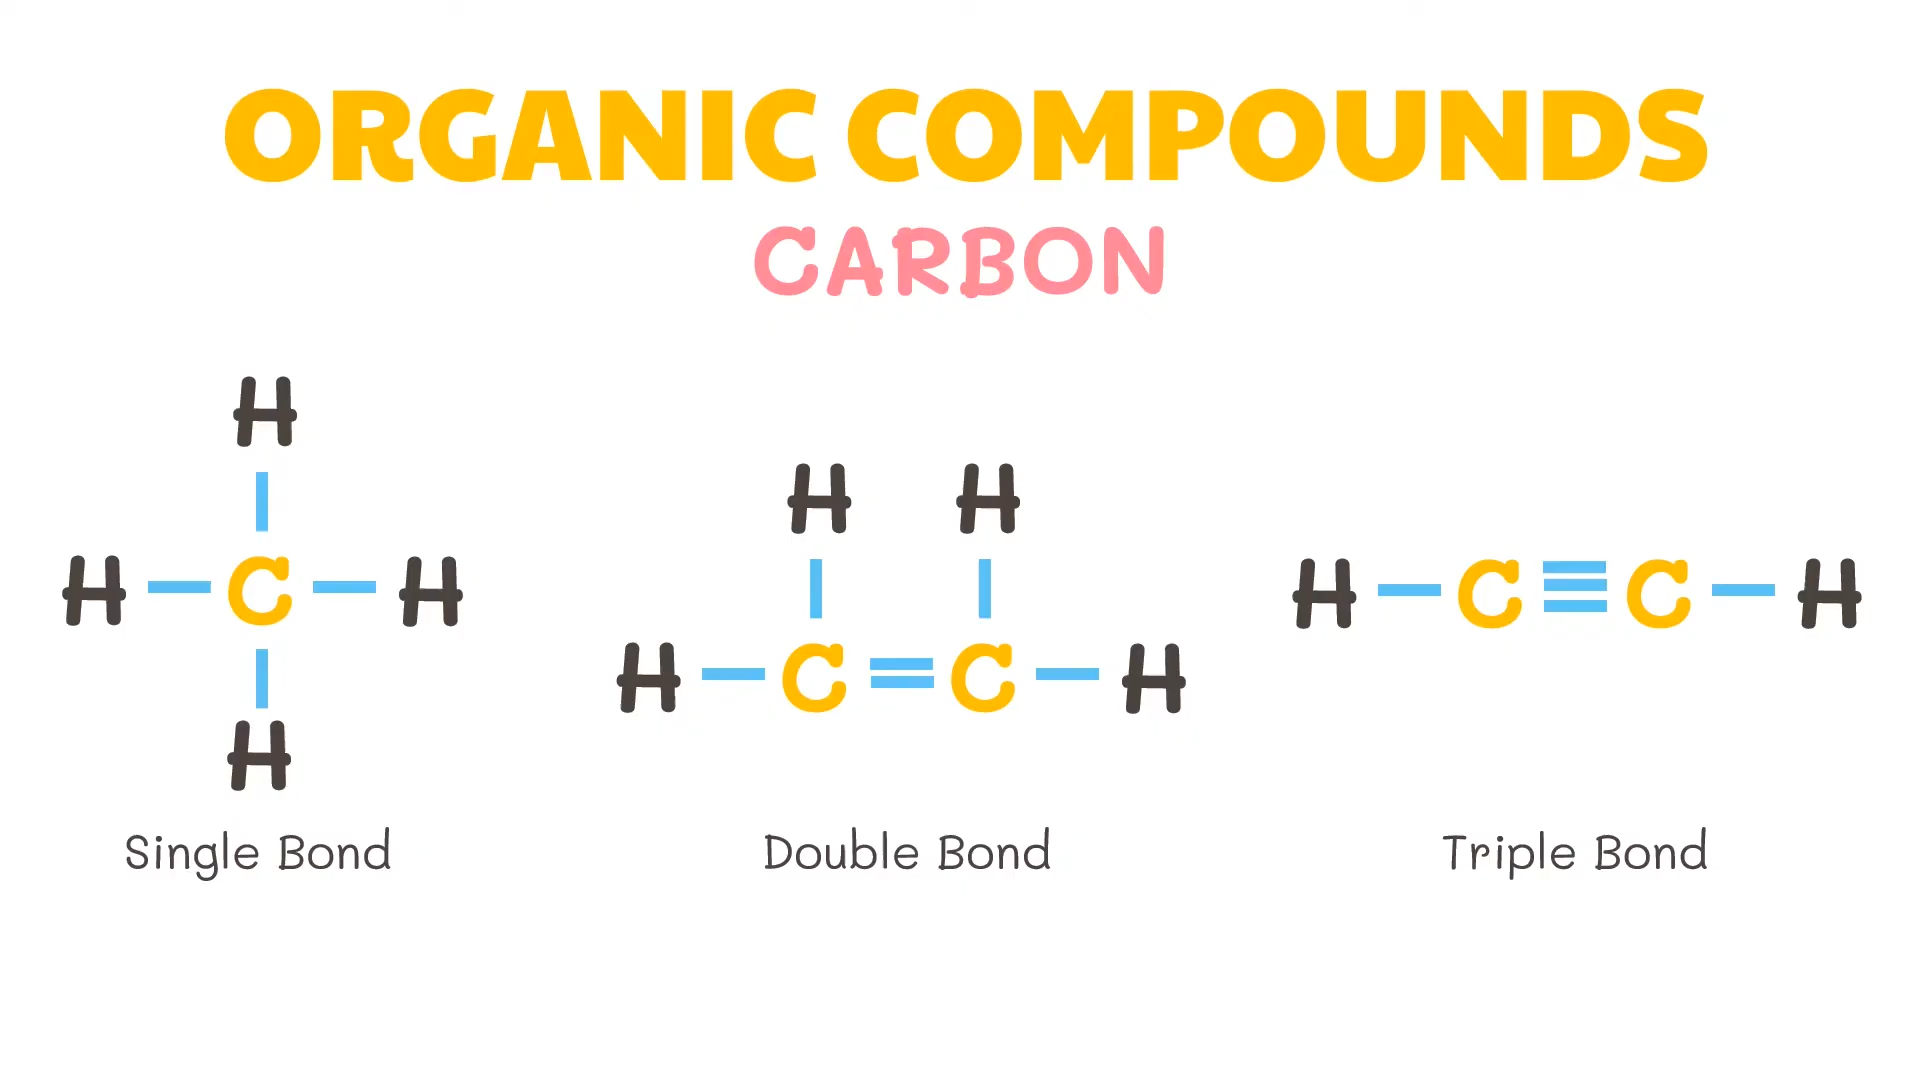 ORGANIC COMPOUNDS
CARBON
H
H C H
H
H H
H C C H
H C C H
Single Bond
Double Bond
Triple Bond